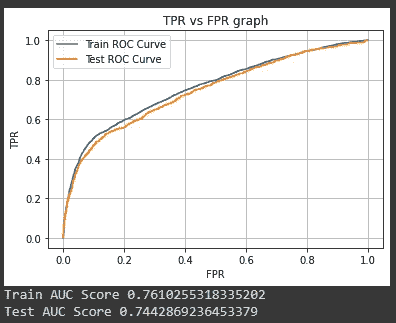 TPR vs FPR graph
Train ROC Curve
Test ROC Curve
1.0
0.8
0.6
0.4
0.2
0.0
TPR
0.0 0.2 0.4 0.6 0.8 1.0
FPR
Train AUC Score 0.7610255318335202
Test AUC Score 0.7442869236453379